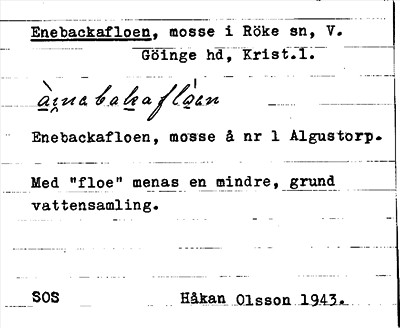 Enebackafloen, mosse i Röke sn, V.
Göinge hd, Krist.l.
Enebackafloen, mosse å nr 1 Algustorp.
Med "floe" menas en mindre, grund
vattensamling.
SOS Håkan Olsson 1943.